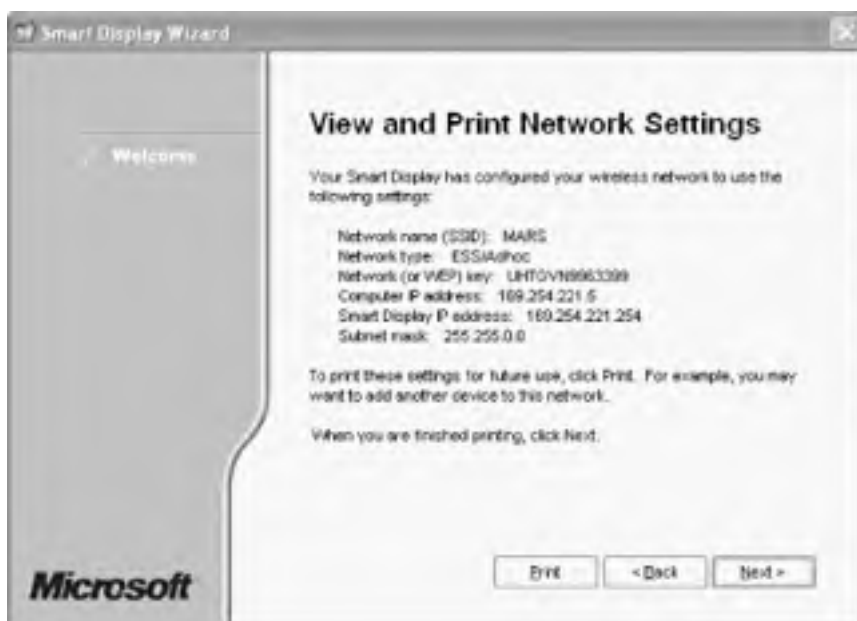 Smart Display Wizard
Welcome
View and Print Network Settings
Your Smart Display has configured your wireless network to use the
following settings:
Network name (SSID): MARS
Network type: ESS/Adhoc
Network (or WEP) key:
Computer IP address: 169.254.221.5
Smart Display IP address: 169.254.221.254
Subnet mask: 255.255.0.0
To print these settings for future use, click Print. For example, you may
want to add another device to this network.
When you are finished printing, click Next.
Microsoft
Print
< Back
Next >